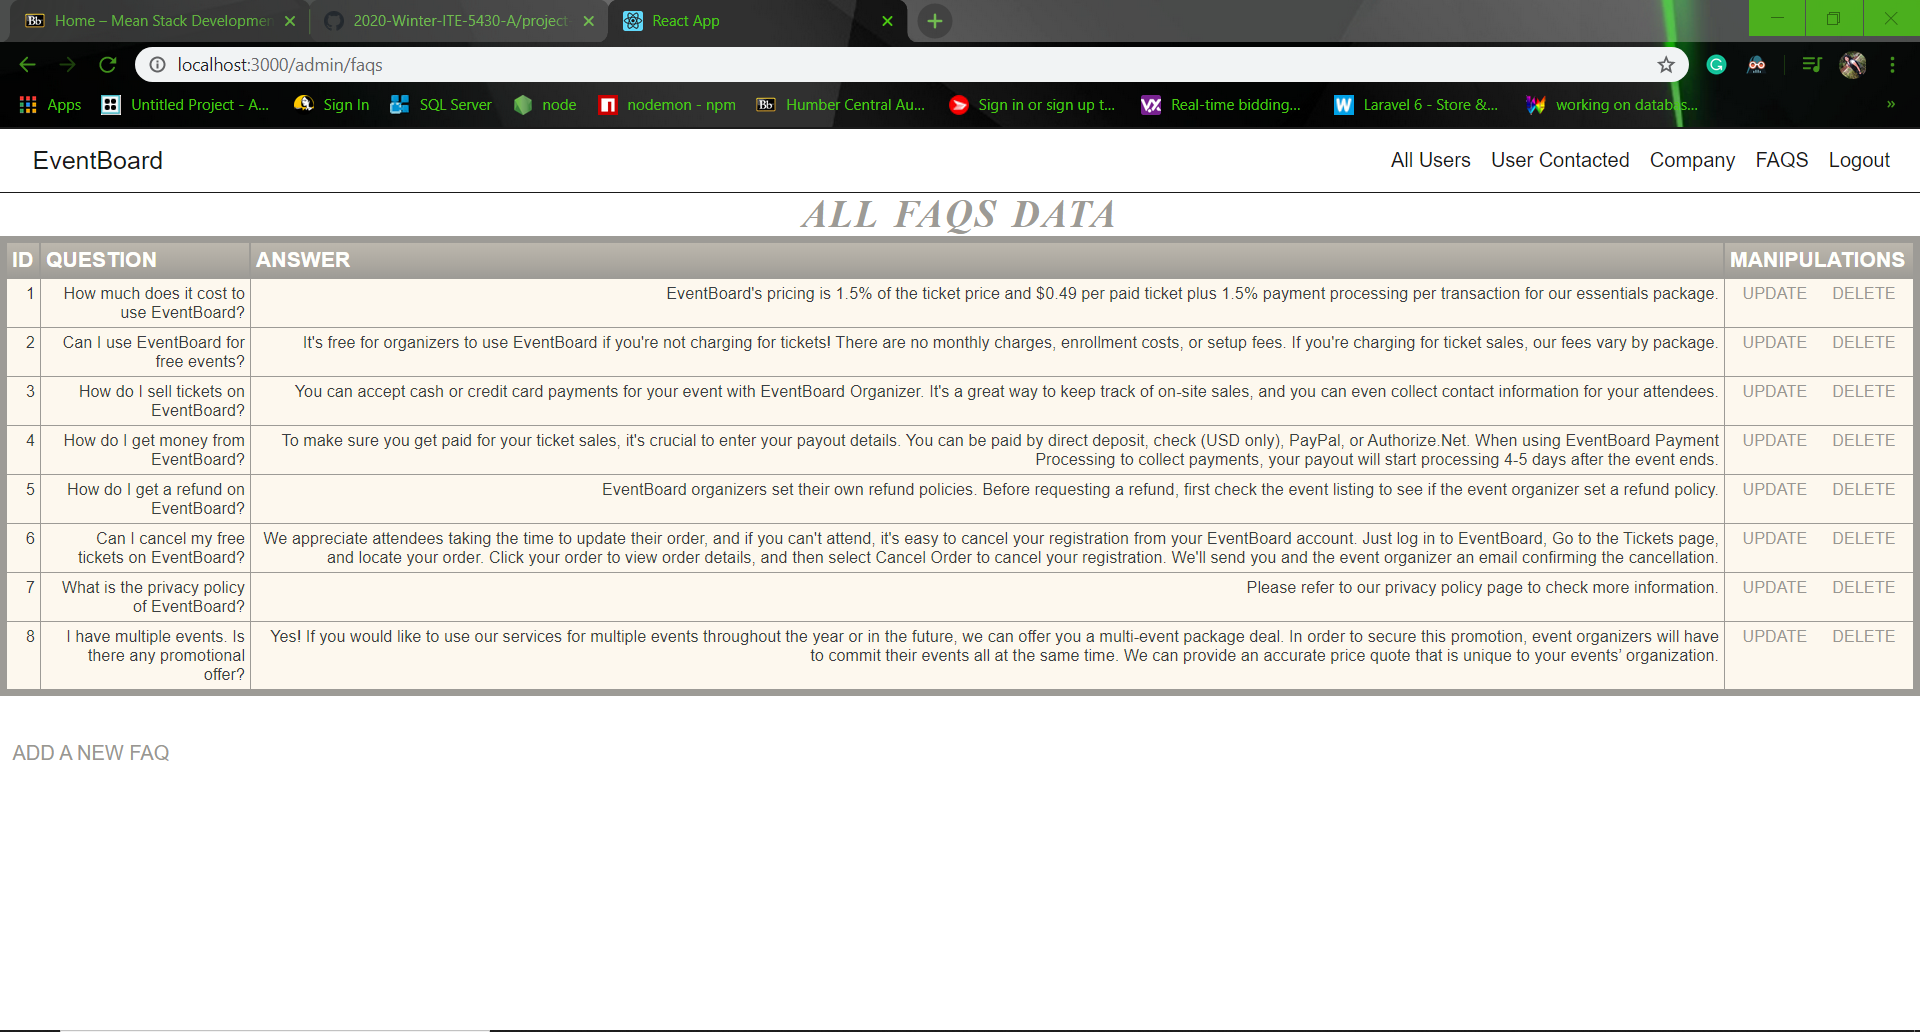 Home – Mean Stack Developmen
2020-Winter-ITE-5430-A/project-
React App
localhost:3000/admin/faqs
Apps
Untitled Project - A...
Sign In
SQL Server
node
nodemon - npm
Humber Central Au...
Sign in or sign up t...
Real-time bidding...
Laravel 6 - Store &...
working on databas...
»
EventBoard
All Users User Contacted Company FAQS Logout
ALL FAQS DATA
ID QUESTION ANSWER MANIPULATIONS
1 How much does it cost to EventBoard's pricing is 1.5% of the ticket price and $0.49 per paid ticket plus 1.5% payment processing per transaction for our essentials package. UPDATE DELETE
use EventBoard?
2 Can I use EventBoard for It's free for organizers to use EventBoard if you're not charging for tickets! There are no monthly charges, enrollment costs, or setup fees. If you're charging for ticket sales, our fees vary by package. UPDATE DELETE
free events?
3 How do I sell tickets on You can accept cash or credit card payments for your event with EventBoard Organizer. It's a great way to keep track of on-site sales, and you can even collect contact information for your attendees. UPDATE DELETE
EventBoard?
4 How do I get money from To make sure you get paid for your ticket sales, it's crucial to enter your payout details. You can be paid by direct deposit, check (USD only), PayPal, or Authorize.Net. When using EventBoard Payment UPDATE DELETE
EventBoard? Processing to collect payments, your payout will start processing 4-5 days after the event ends.
5 How do I get a refund on EventBoard organizers set their own refund policies. Before requesting a refund, first check the event listing to see if the event organizer set a refund policy. UPDATE DELETE
EventBoard?
6 Can I cancel my free We appreciate attendees taking the time to update their order, and if you can't attend, it's easy to cancel your registration from your EventBoard account. Just log in to EventBoard, Go to the Tickets page, UPDATE DELETE
tickets on EventBoard? and locate your order. Click your order to view order details, and then select Cancel Order to cancel your registration. We'll send you and the event organizer an email confirming the cancellation.
7 What is the privacy policy Please refer to our privacy policy page to check more information. UPDATE DELETE
of EventBoard?
8 I have multiple events. Is Yes! If you would like to use our services for multiple events throughout the year or in the future, we can offer you a multi-event package deal. In order to secure this promotion, event organizers will have UPDATE DELETE
there any promotional to commit their events all at the same time. We can provide an accurate price quote that is unique to your events' organization.
offer?
ADD A NEW FAQ